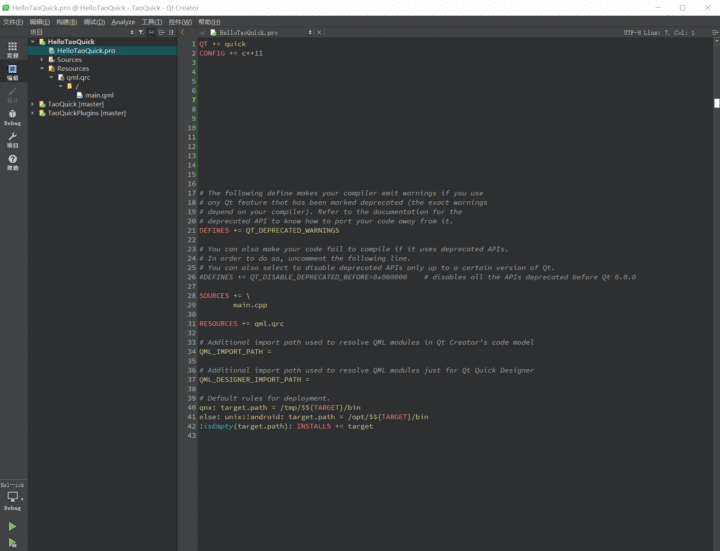 HelloTaoQuick.pro @ HelloTaoQuick - TaoQuick - Qt Creator
文件(F) 编辑(E) 构建(B) 调试(D) Analyze 工具(T) 控件(W) 帮助(H)
项目
HelloTaoQuick.pro
UTF-8 Line: 7, Col: 1
欢迎
编辑
设计
Debug
项目
帮助
HelloTaoQuick
HelloTaoQuick.pro
Sources
Resources
qml.qrc
/
main.qml
TaoQuick [master]
TaoQuickPlugins [master]
1 QT += quick
2 CONFIG += c++11
3
4
5
6
7
8
9
10
11
12
13
14
15
16
17 # The following define makes your compiler emit warnings if you use
18 # any Qt feature that has been marked deprecated (the exact warnings
19 # depend on your compiler). Refer to the documentation for the
20 # deprecated API to know how to port your code away from it.
21 DEFINES += QT_DEPRECATED_WARNINGS
22
23 # You can also make your code fail to compile if it uses deprecated APIs.
24 # In order to do so, uncomment the following line.
25 # You can also select to disable deprecated APIs only up to a certain version of Qt.
26 #DEFINES += QT_DISABLE_DEPRECATED_BEFORE=0x060000 # disables all the APIs deprecated before Qt 6.0.0
27
28 SOURCES += \
29 main.cpp
30
31 RESOURCES += qml.qrc
32
33 # Additional import path used to resolve QML modules in Qt Creator's code model
34 QML_IMPORT_PATH =
35
36 # Additional import path used to resolve QML modules just for Qt Quick Designer
37 QML_DESIGNER_IMPORT_PATH =
38
39 # Default rules for deployment.
40 qnx: target.path = /tmp/$${TARGET}/bin
41 else: unix:!android: target.path = /opt/$${TARGET}/bin
42 !isEmpty(target.path): INSTALLS += target
43
Hel···ick
Debug